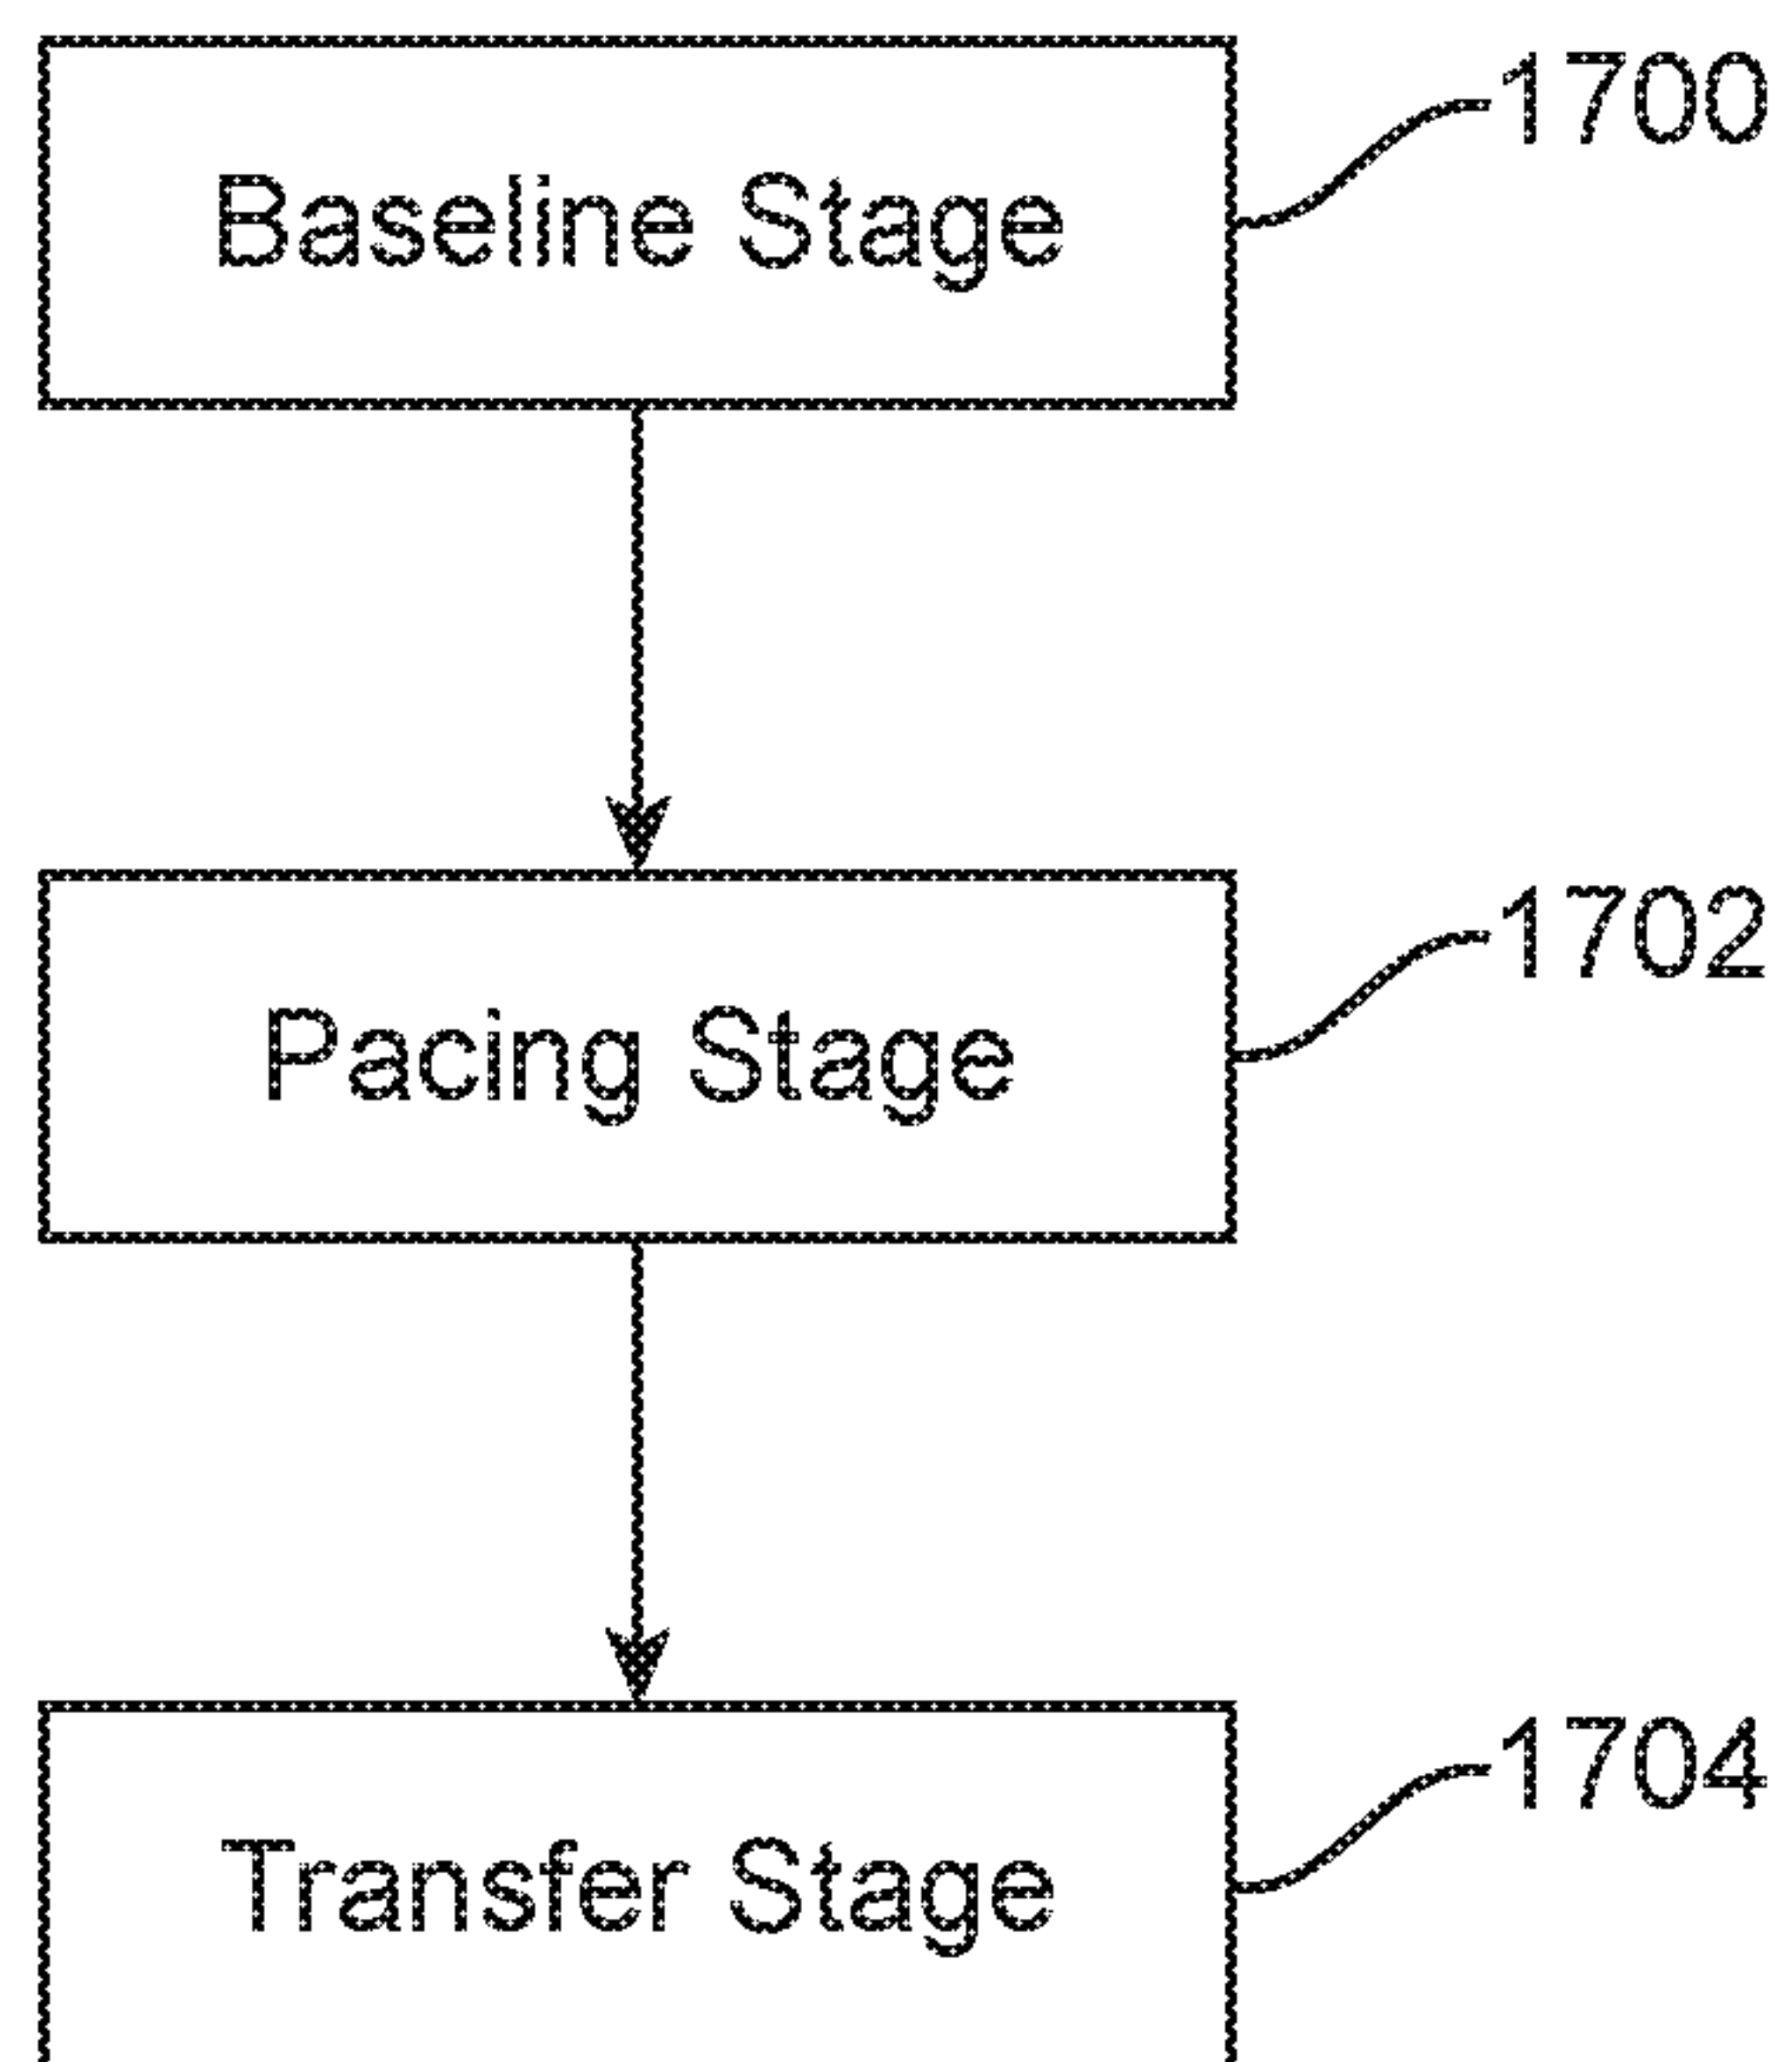 Baseline Stage
1700
Pacing Stage
1702
Transfer Stage
1704